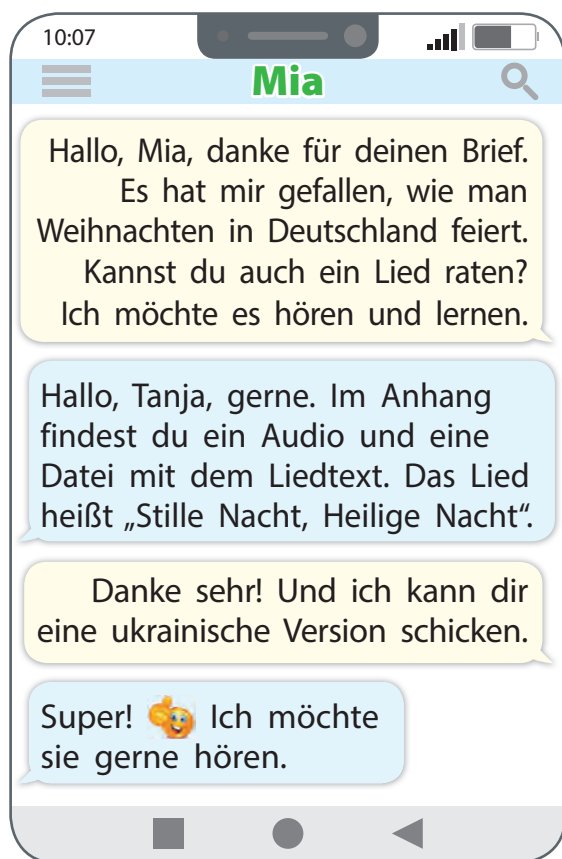 10:07
Mia
Hallo, Mia, danke für deinen Brief.
Es hat mir gefallen, wie man
Weihnachten in Deutschland feiert.
Kannst du auch ein Lied raten?
Ich möchte es hören und lernen.
Hallo, Tanja, gerne. Im Anhang
findest du ein Audio und eine
Datei mit dem Liedtext. Das Lied
heißt „Stille Nacht, Heilige Nacht“.
Danke sehr! Und ich kann dir
eine ukrainische Version schicken.
Super! Ich möchte
sie gerne hören.